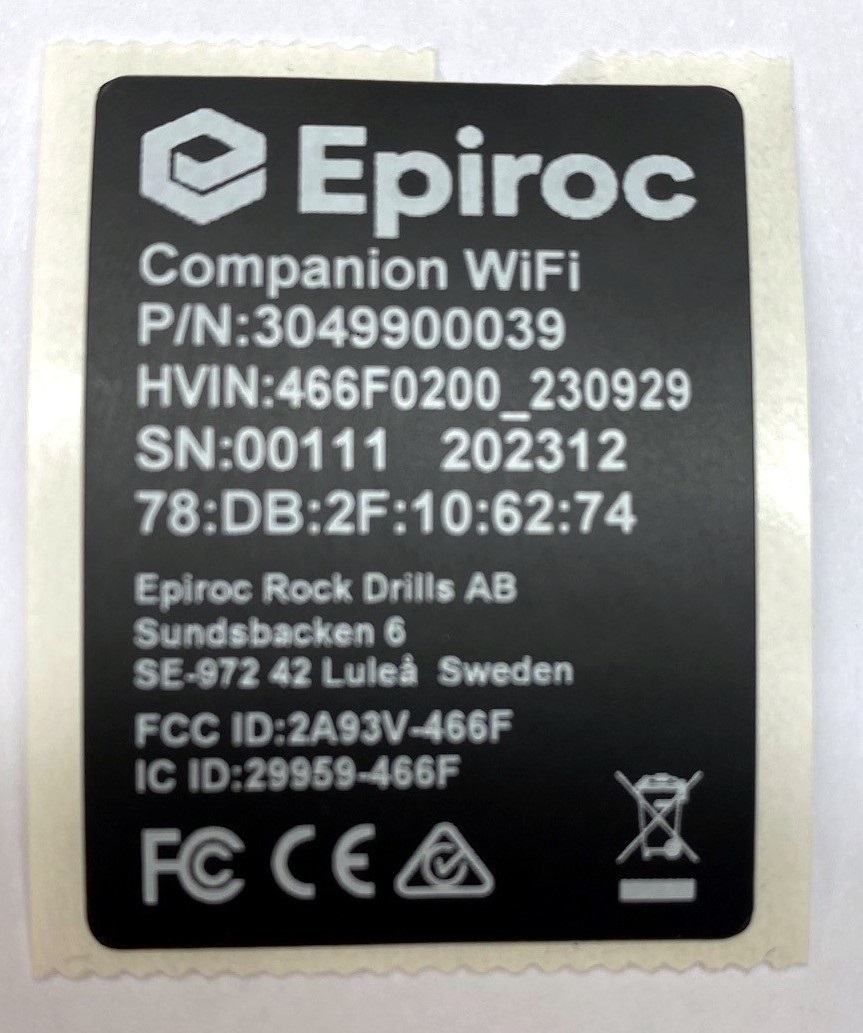 Epiroc
Companion WiFi
P/N:3049900039
HVIN:466F0200_230929
SN:00111 202312
78:DB:2F:10:62:74
Epiroc Rock Drills AB
Sundsbacken 6
SE-972 42 Luleå Sweden
FCC ID:2A93V-466F
IC ID:29959-466F
FC CE